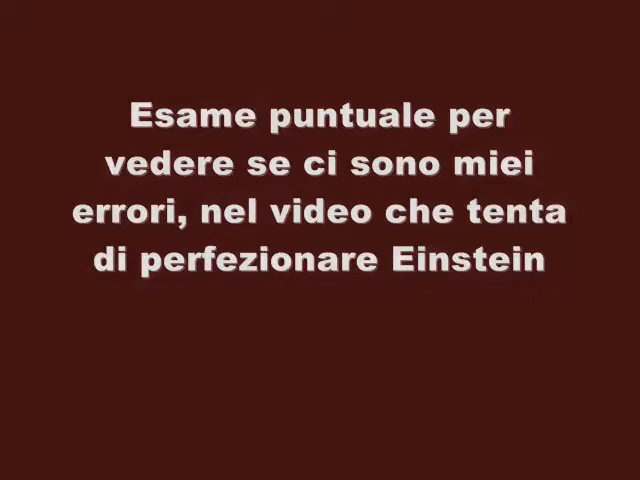 Esame puntuale per
vedere se ci sono miei
errori, nel video che tenta
di perfezionare Einstein